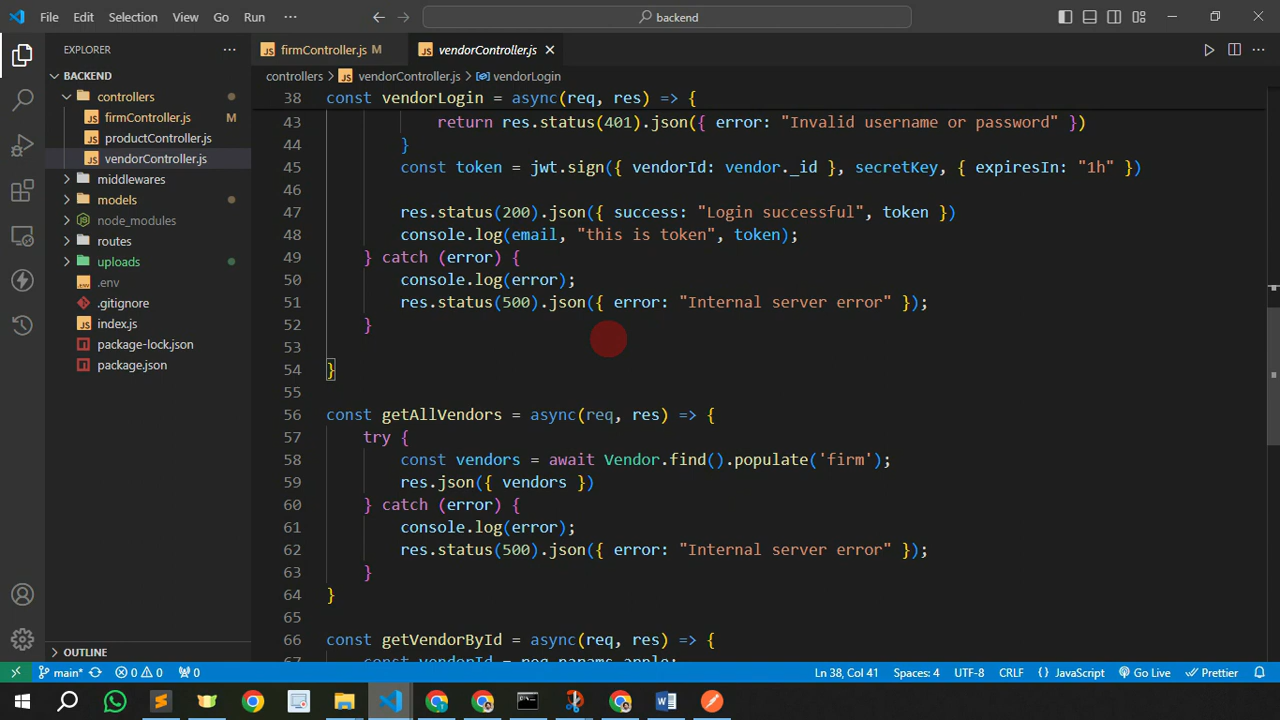 File Edit Selection View Go Run ··· backend
EXPLORER ···
BACKEND
controllers
firmController.js M
productController.js
vendorController.js
middlewares
models
node_modules
routes
uploads
.env
.gitignore
index.js
package-lock.json
package.json
OUTLINE
firmController.js M vendorController.js
controllers > vendorController.js > vendorLogin
38 const vendorLogin = async(req, res) => {
43 return res.status(401).json({ error: "Invalid username or password" })
44 }
45 const token = jwt.sign({ vendorId: vendor._id }, secretKey, { expiresIn: "1h" })
46
47 res.status(200).json({ success: "Login successful", token })
48 console.log(email, "this is token", token);
49 } catch (error) {
50 console.log(error);
51 res.status(500).json({ error: "Internal server error" });
52 }
53
54 }
55
56 const getAllVendors = async(req, res) => {
57 try {
58 const vendors = await Vendor.find().populate('firm');
59 res.json({ vendors })
60 } catch (error) {
61 console.log(error);
62 res.status(500).json({ error: "Internal server error" });
63 }
64 }
65
66 const getVendorById = async(req, res) => {
67 const vendorId = req.params.apple;
main* 0 0 0 Ln 38, Col 41 Spaces: 4 UTF-8 CRLF { } JavaScript Go Live Prettier